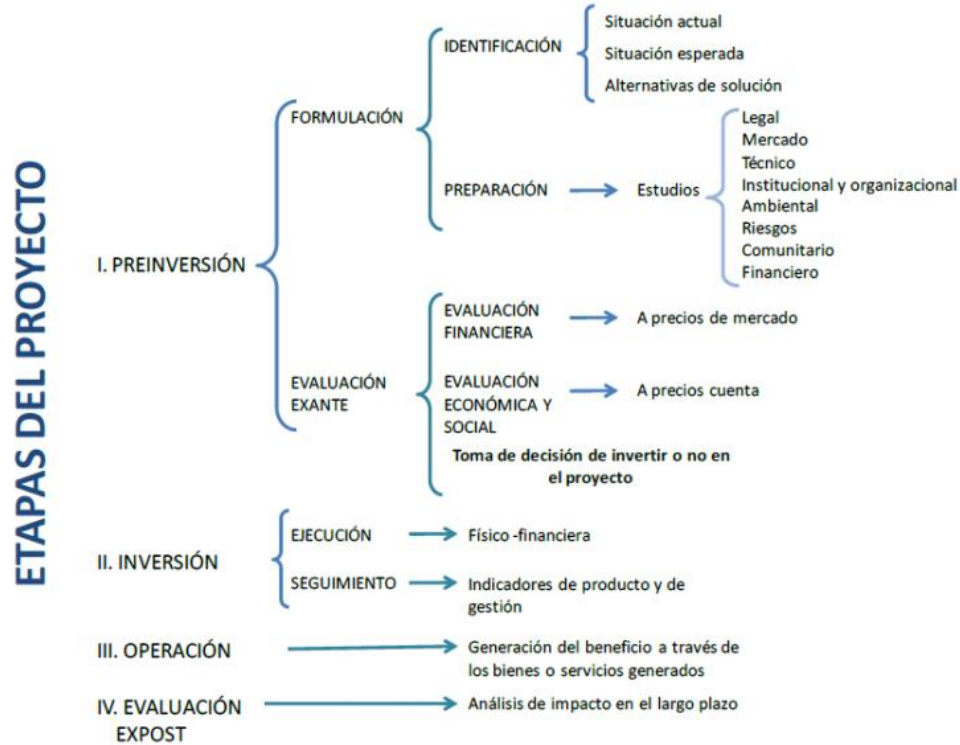 ETAPAS DEL PROYECTO
I. PREINVERSIÓN
FORMULACIÓN
IDENTIFICACIÓN
Situación actual
Situación esperada
Alternativas de solución
PREPARACIÓN
Estudios
Legal
Mercado
Técnico
Institucional y organizacional
Ambiental
Riesgos
Comunitario
Financiero
EVALUACIÓN
EXANTE
EVALUACIÓN
FINANCIERA
A precios de mercado
EVALUACIÓN
ECONÓMICA Y
SOCIAL
A precios cuenta
Toma de decisión de invertir o no en
el proyecto
II. INVERSIÓN
EJECUCIÓN
Físico -financiera
SEGUIMIENTO
Indicadores de producto y de
gestión
III. OPERACIÓN
Generación del beneficio a través de
los bienes o servicios generados
IV. EVALUACIÓN
EXPOST
Análisis de impacto en el largo plazo